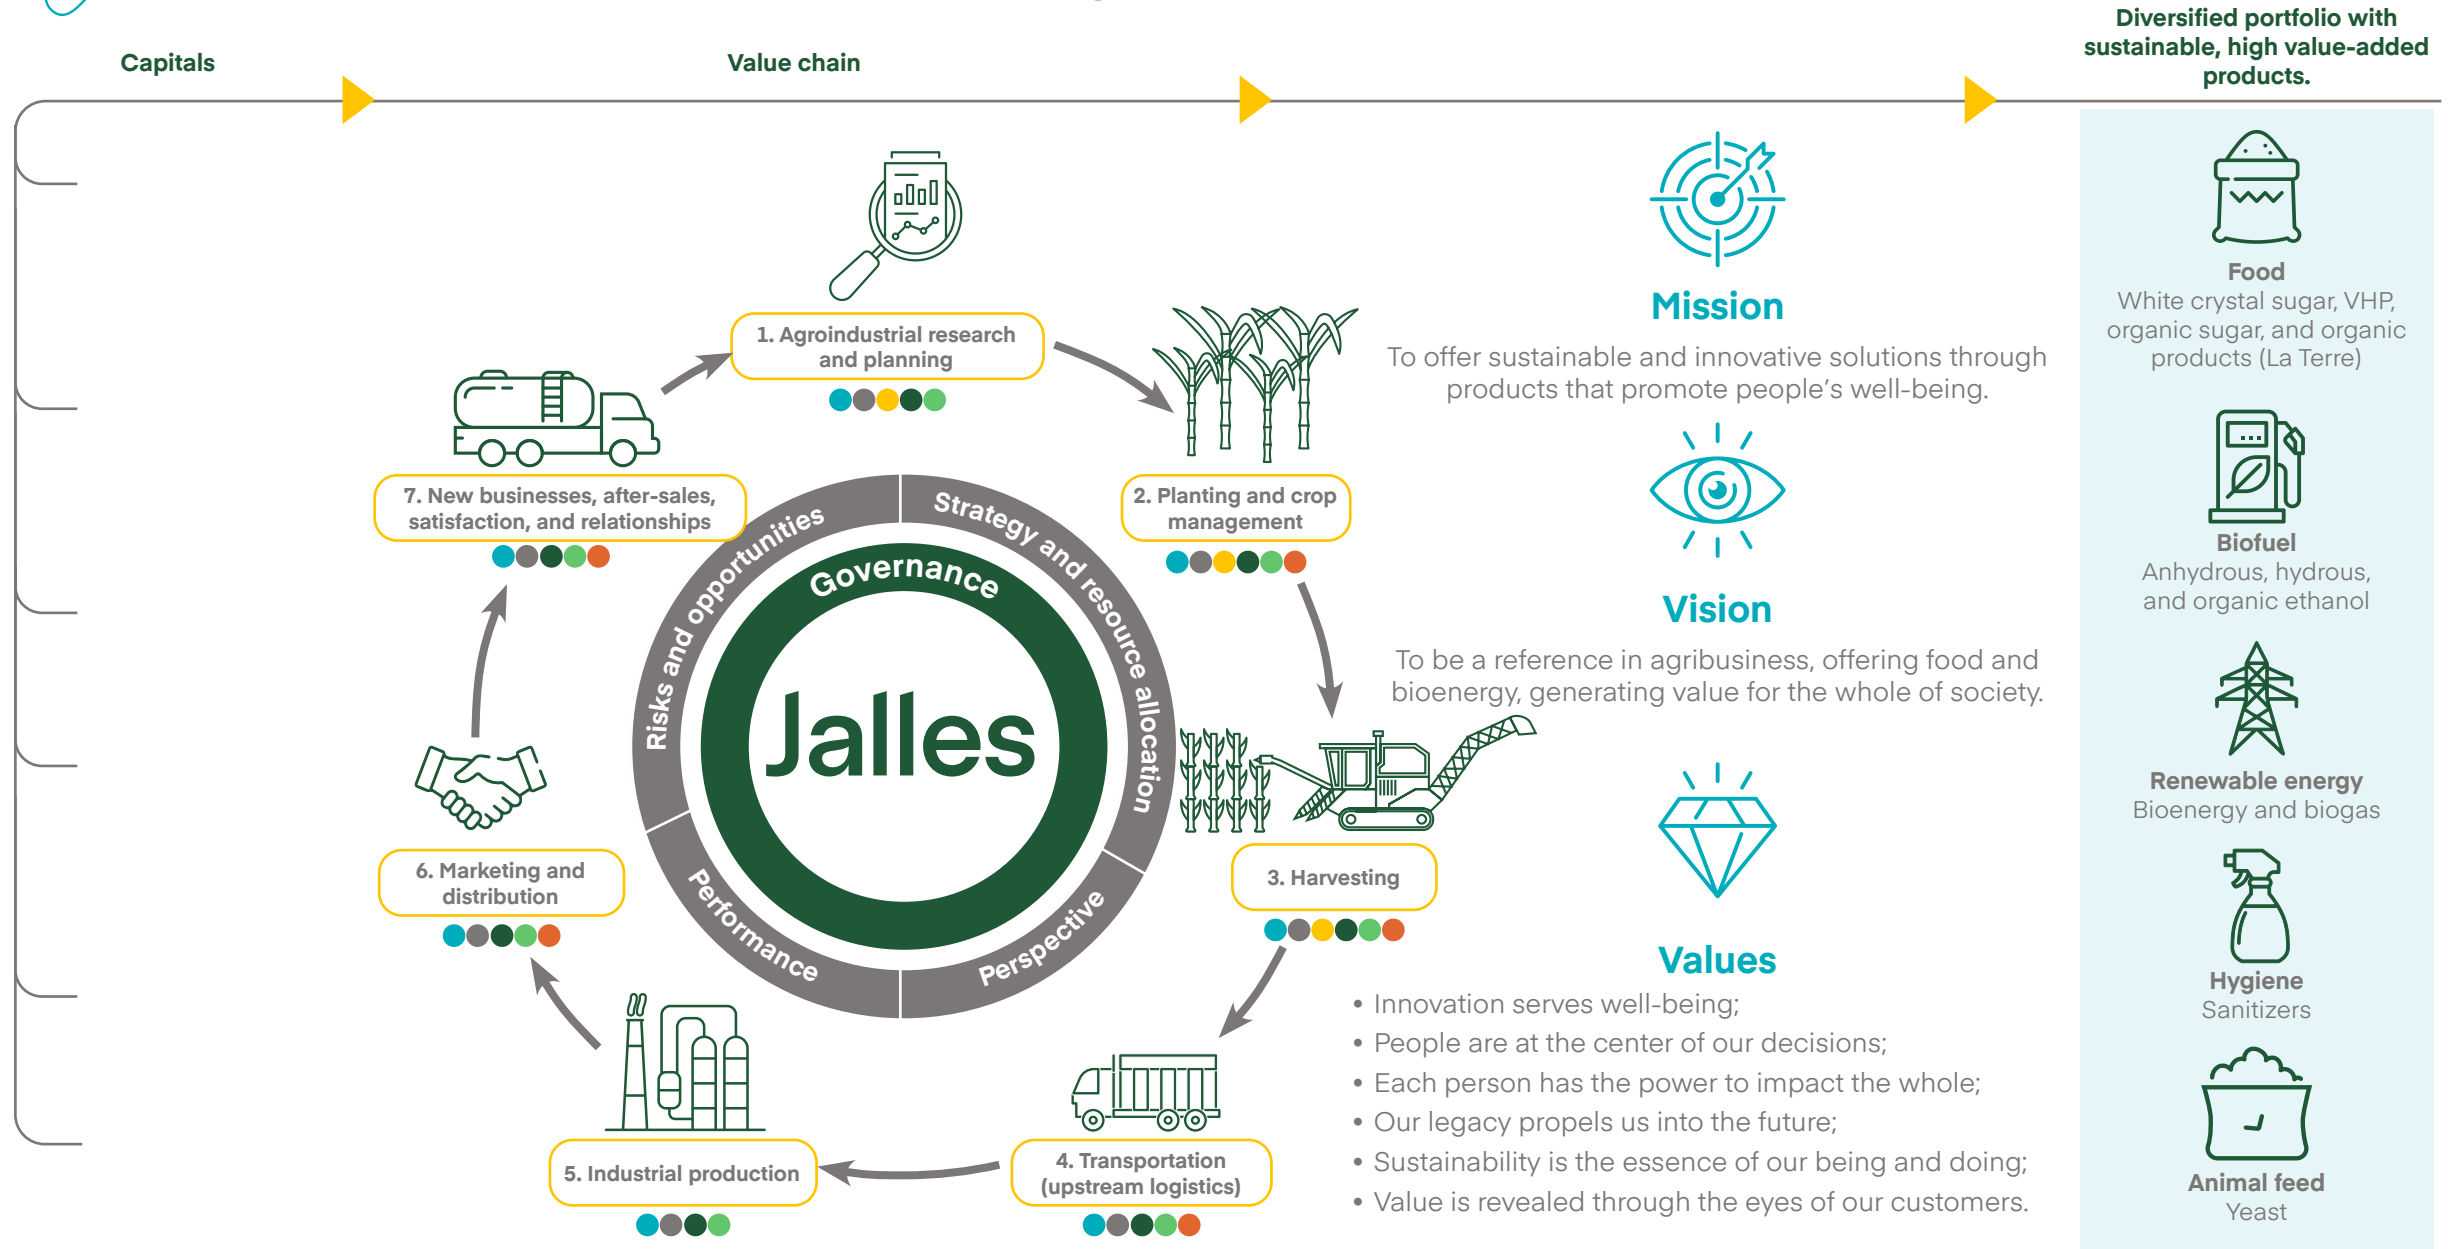 Capitals
Value chain
Diversified portfolio with
sustainable, high value-added
products.
1. Agroindustrial research
and planning
2. Planting and crop
management
3. Harvesting
4. Transportation
(upstream logistics)
5. Industrial production
6. Marketing and
distribution
7. New businesses, after-sales,
satisfaction, and relationships
Risks and opportunities
Strategy and resource allocation
Perspective
Performance
Governance
Jalles
Mission
To offer sustainable and innovative solutions through
products that promote people's well-being.
Vision
To be a reference in agribusiness, offering food and
bioenergy, generating value for the whole of society.
Values
• Innovation serves well-being;
• People are at the center of our decisions;
• Each person has the power to impact the whole;
• Our legacy propels us into the future;
• Sustainability is the essence of our being and doing;
• Value is revealed through the eyes of our customers.
Food
White crystal sugar, VHP,
organic sugar, and organic
products (La Terre)
Biofuel
Anhydrous, hydrous,
and organic ethanol
Renewable energy
Bioenergy and biogas
Hygiene
Sanitizers
Animal feed
Yeast